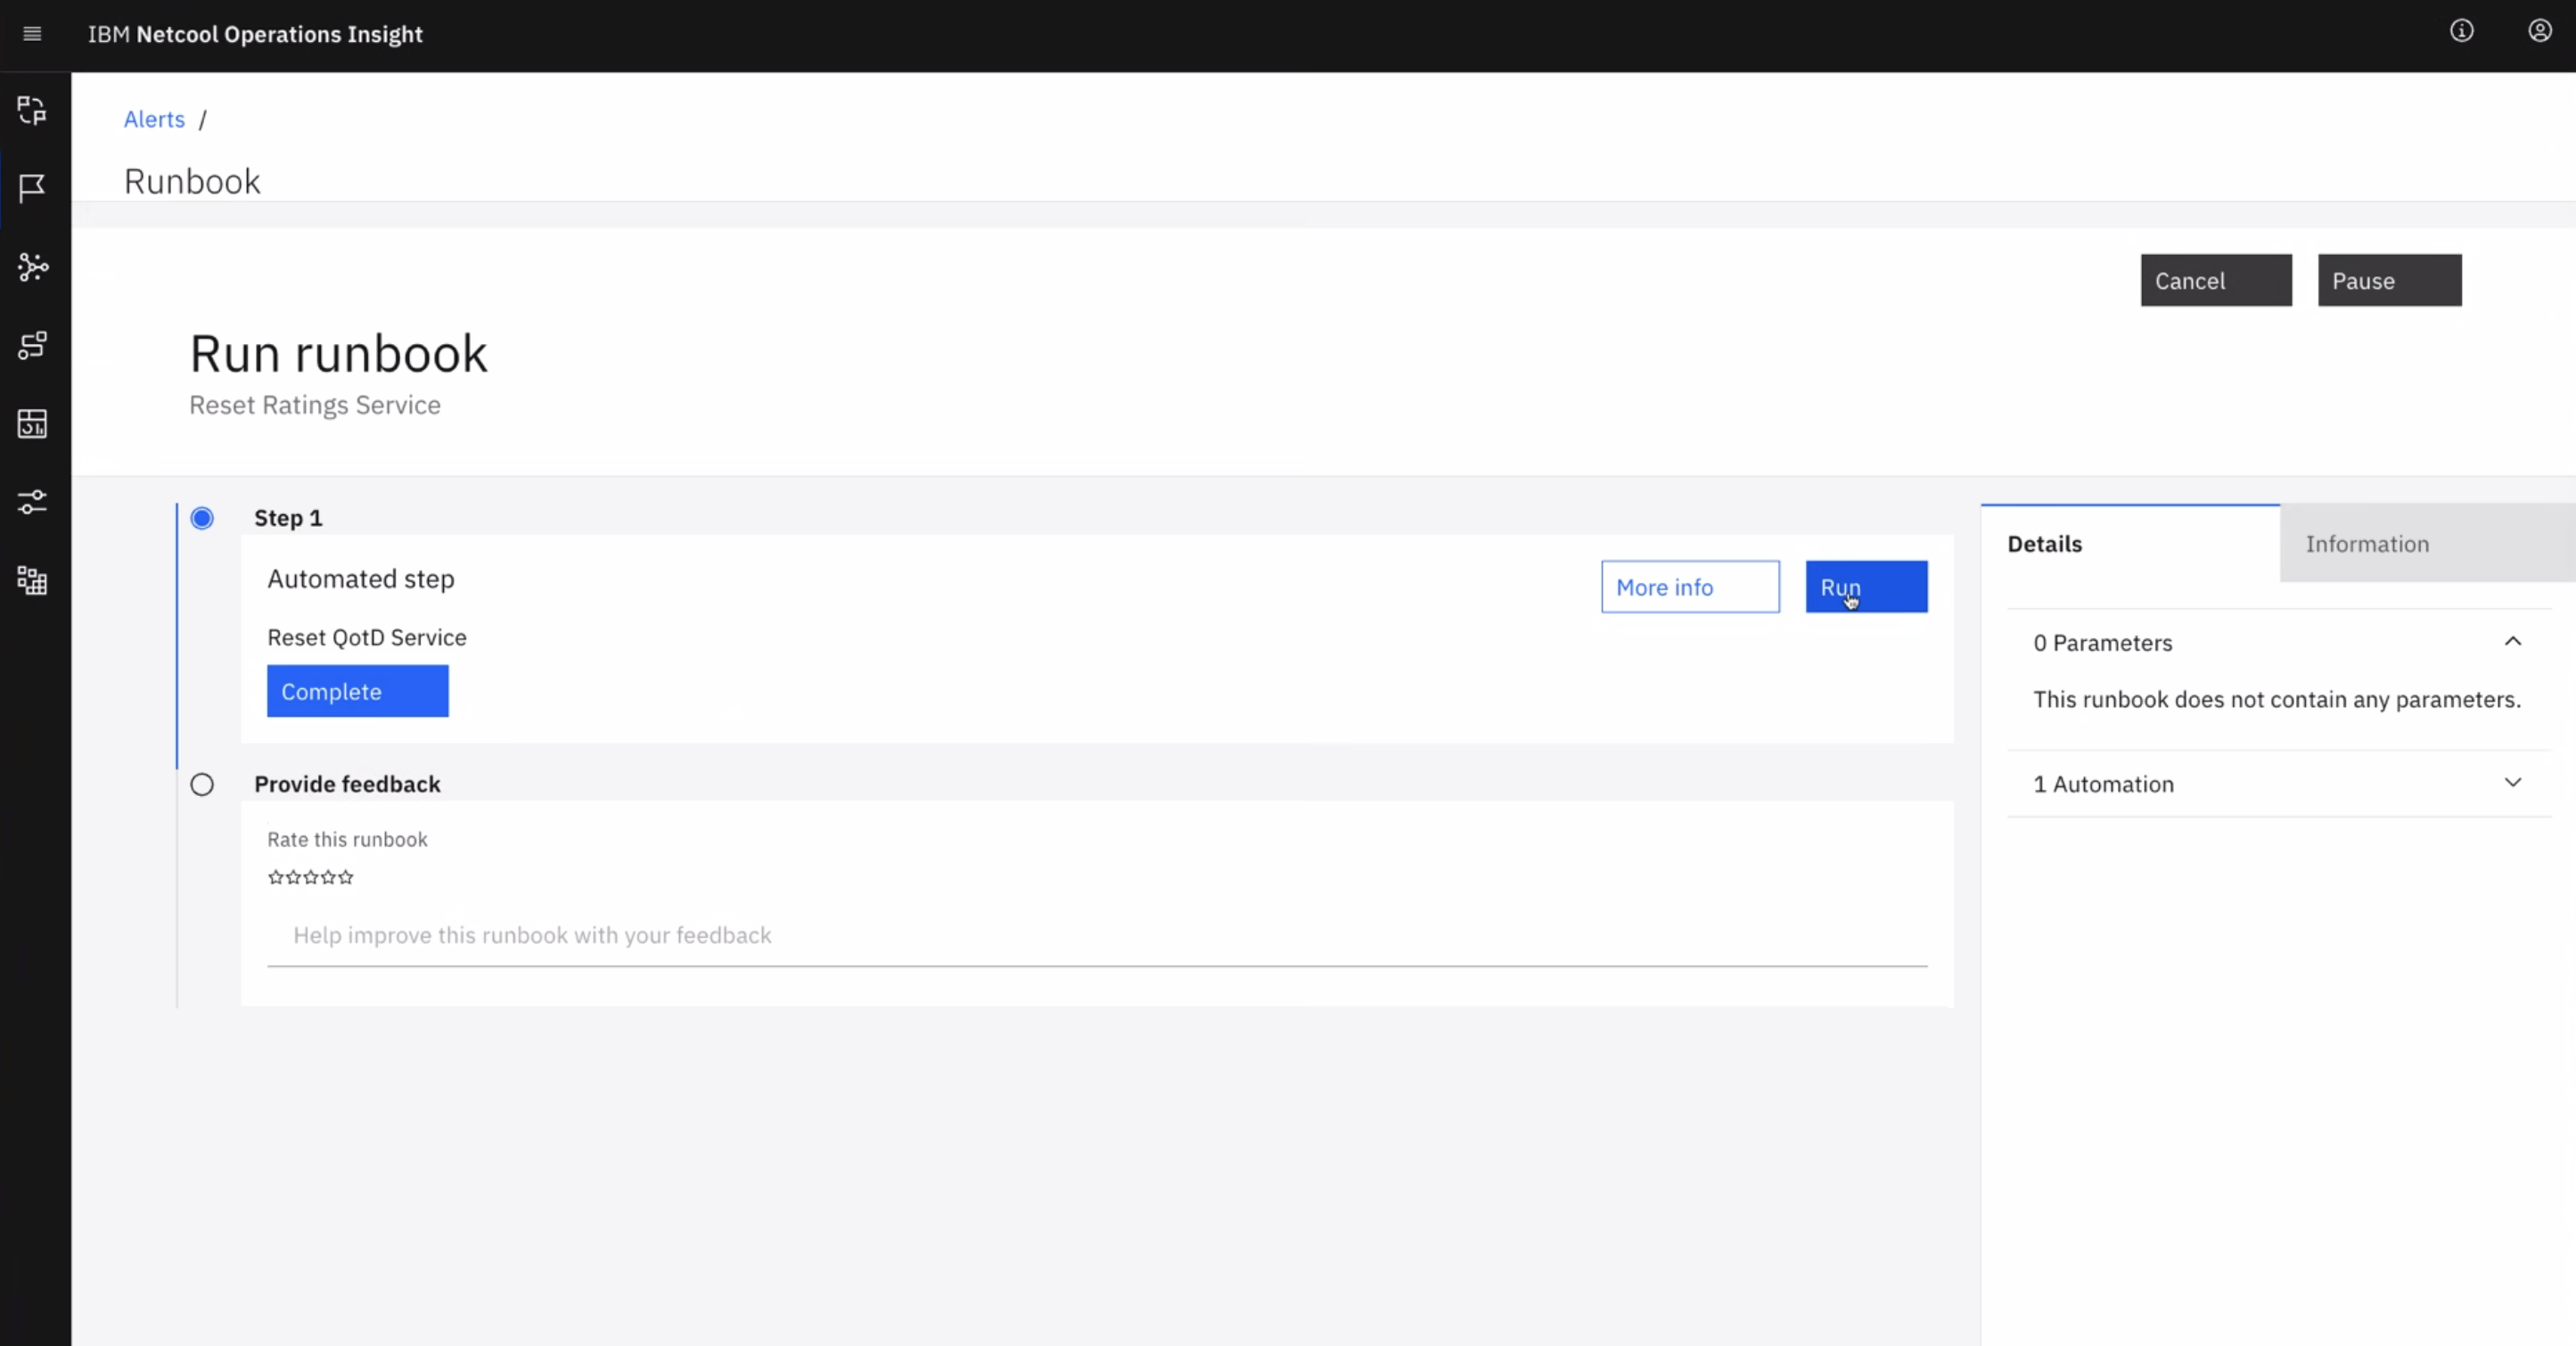 IBM Netcool Operations Insight
Alerts /
Runbook
Cancel
Pause
Run runbook
Reset Ratings Service
Step 1
Automated step
More info
Run
Reset QotD Service
Complete
Provide feedback
Rate this runbook
Help improve this runbook with your feedback
Details
Information
0 Parameters
This runbook does not contain any parameters.
1 Automation